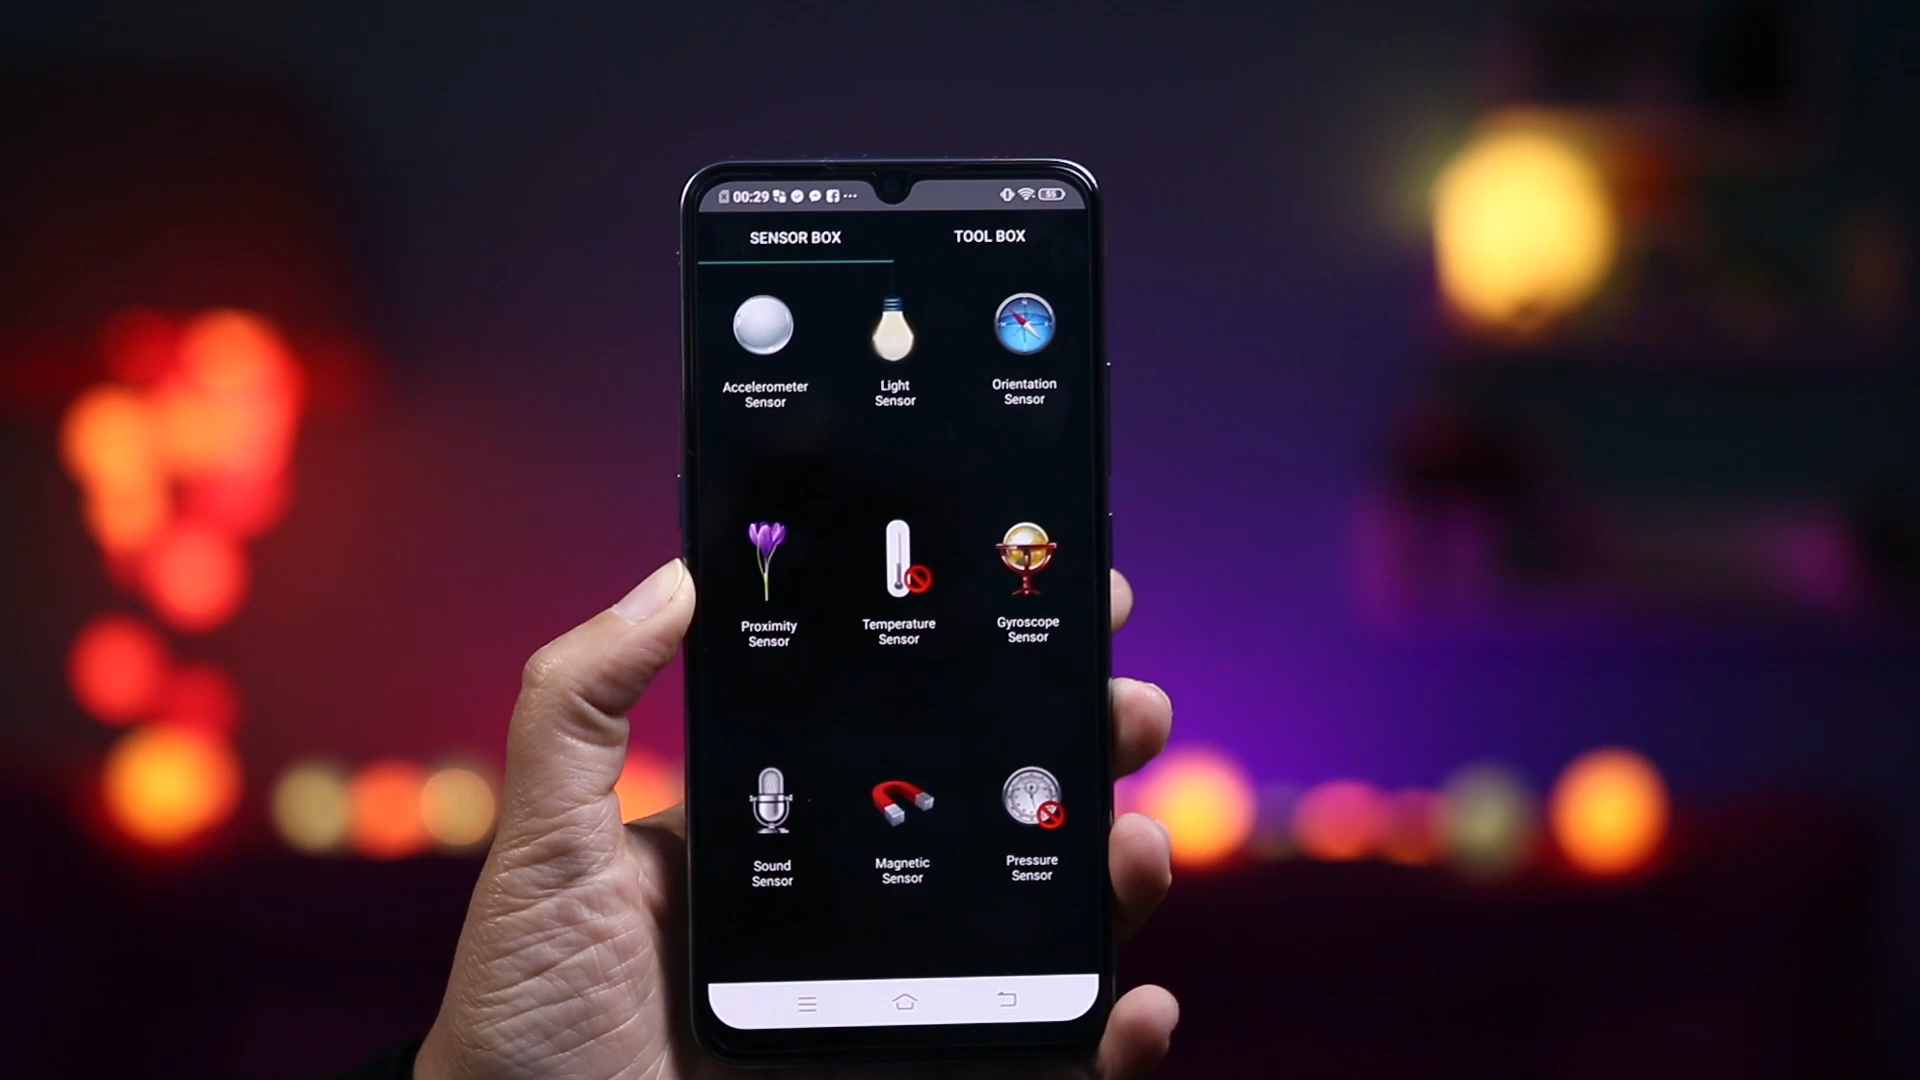 00:29
55
SENSOR BOX
TOOL BOX
Accelerometer
Sensor
Light
Sensor
Orientation
Sensor
Proximity
Sensor
Temperature
Sensor
Gyroscope
Sensor
Sound
Sensor
Magnetic
Sensor
Pressure
Sensor